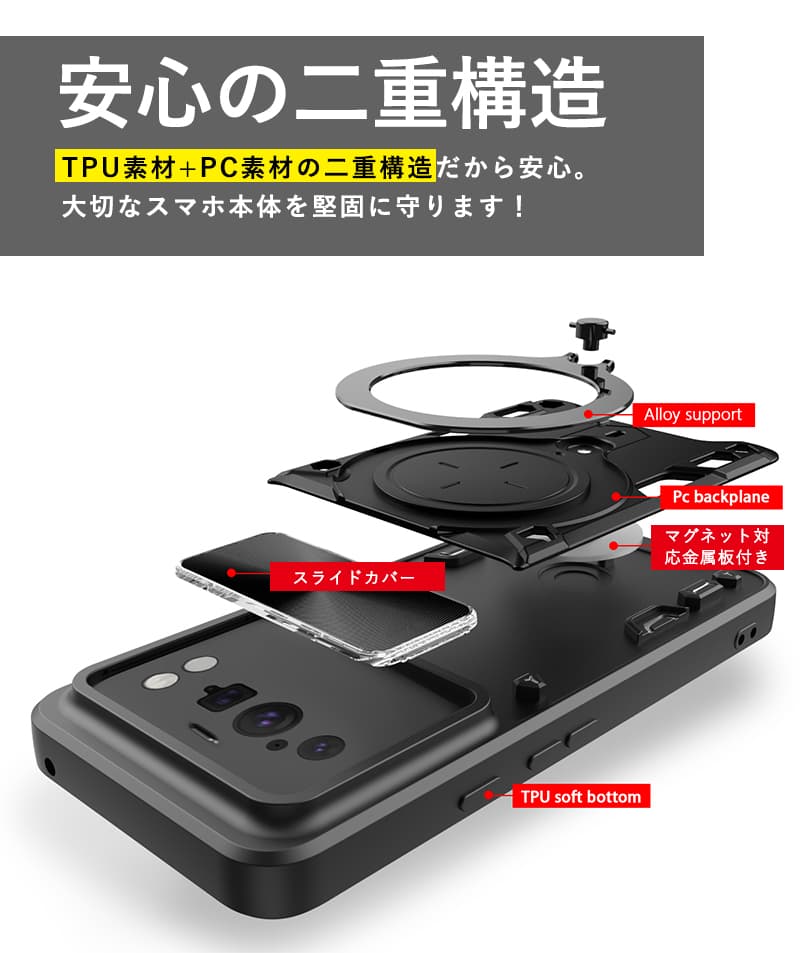 安心の二重構造
TPU素材+PC素材の二重構造だから安心。
大切なスマホ本体を堅固に守ります！
Alloy support
Pc backplane
マグネット対
応金属板付き
スライドカバー
TPU soft bottom